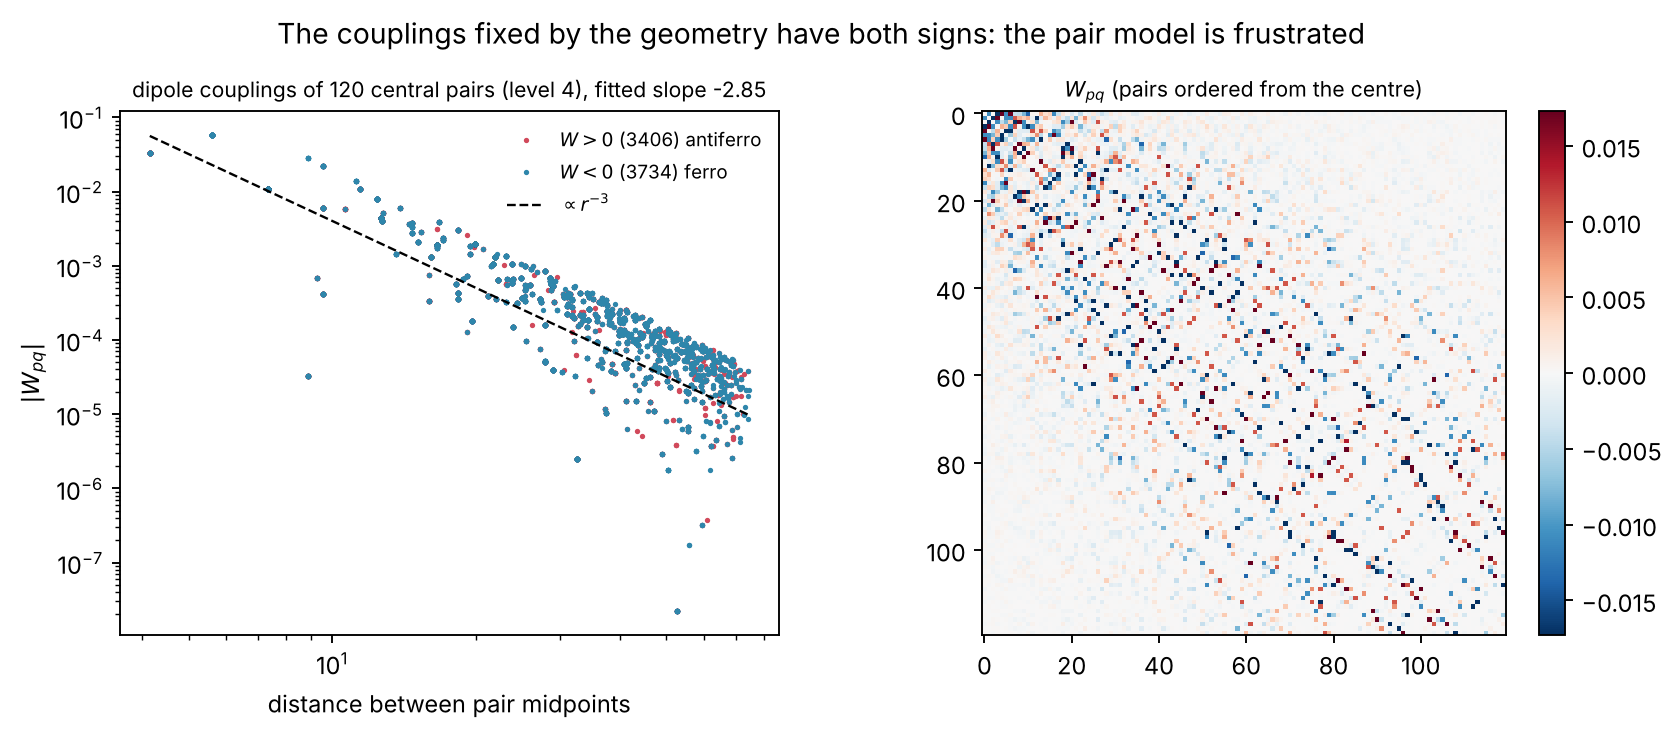 The couplings fixed by the geometry have both signs: the pair model is frustrated
dipole couplings of 120 central pairs (level 4), fitted slope -2.85
10⁻¹
10⁻²
10⁻³
10⁻⁴
10⁻⁵
10⁻⁶
10⁻⁷
|W_pq|
W > 0 (3406) antiferro
W < 0 (3734) ferro
∝ r⁻³
10¹
distance between pair midpoints
W_pq (pairs ordered from the centre)
0
20
40
60
80
100
0 20 40 60 80 100
0.015
0.010
0.005
0.000
−0.005
−0.010
−0.015